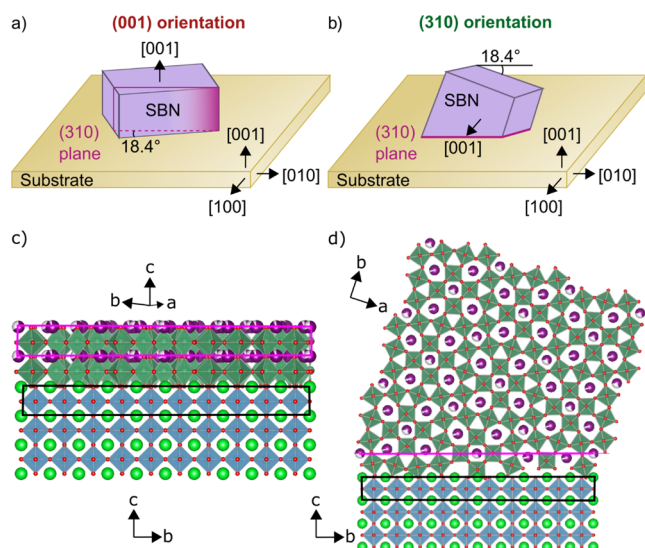 a)
(001) orientation
[001]
SBN
(310)
plane
18.4°
[001]
[010]
[100]
Substrate
b)
(310) orientation
18.4°
SBN
(310)
plane
[001]
[001]
[010]
[100]
Substrate
c)
c
b
a
c
b
d)
b
a
c
b